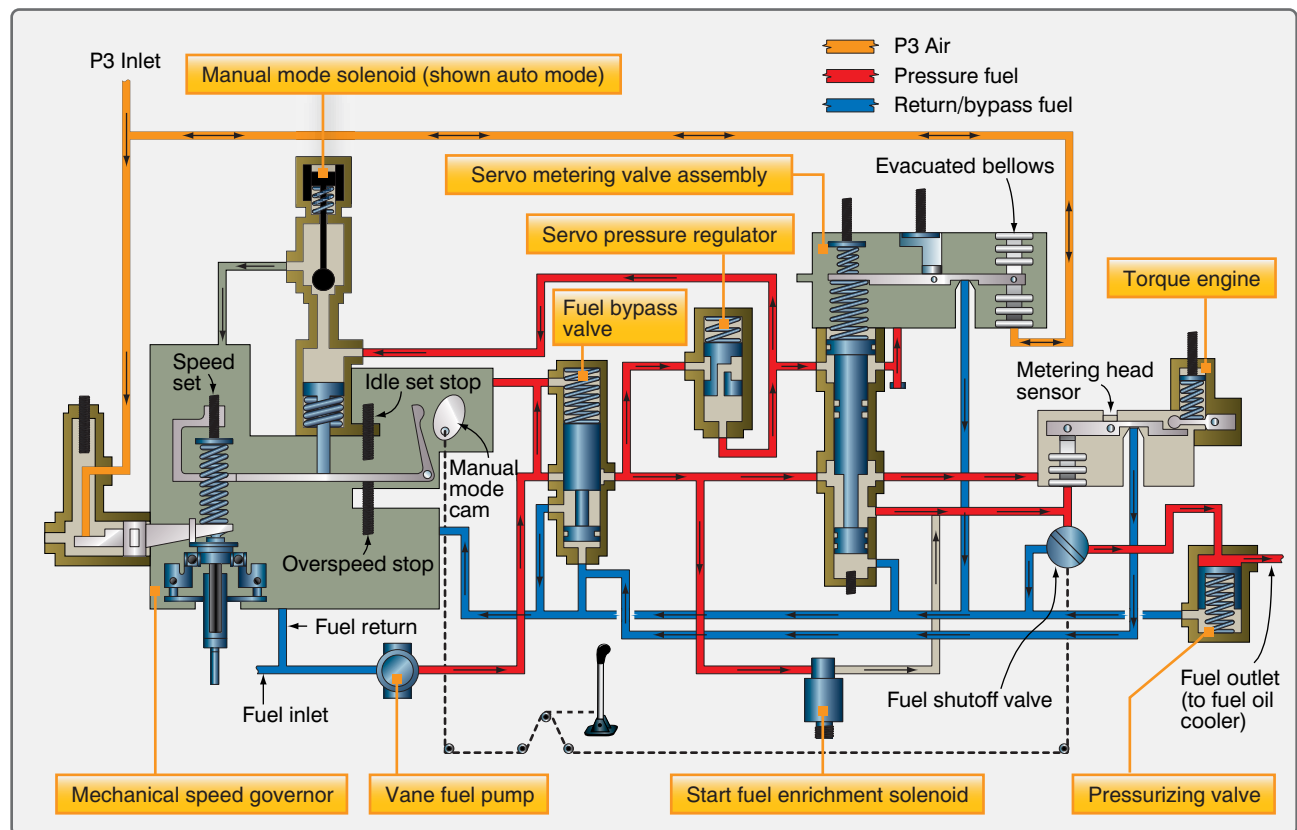 P3 Inlet
Manual mode solenoid (shown auto mode)
P3 Air
Pressure fuel
Return/bypass fuel
Servo metering valve assembly
Evacuated bellows
Servo pressure regulator
Torque engine
Fuel bypass
valve
Metering head
sensor
Speed
set
Idle set stop
Manual
mode
cam
Overspeed stop
Fuel return
Fuel inlet
Fuel shutoff valve
Fuel outlet
(to fuel oil
cooler)
Mechanical speed governor
Vane fuel pump
Start fuel enrichment solenoid
Pressurizing valve